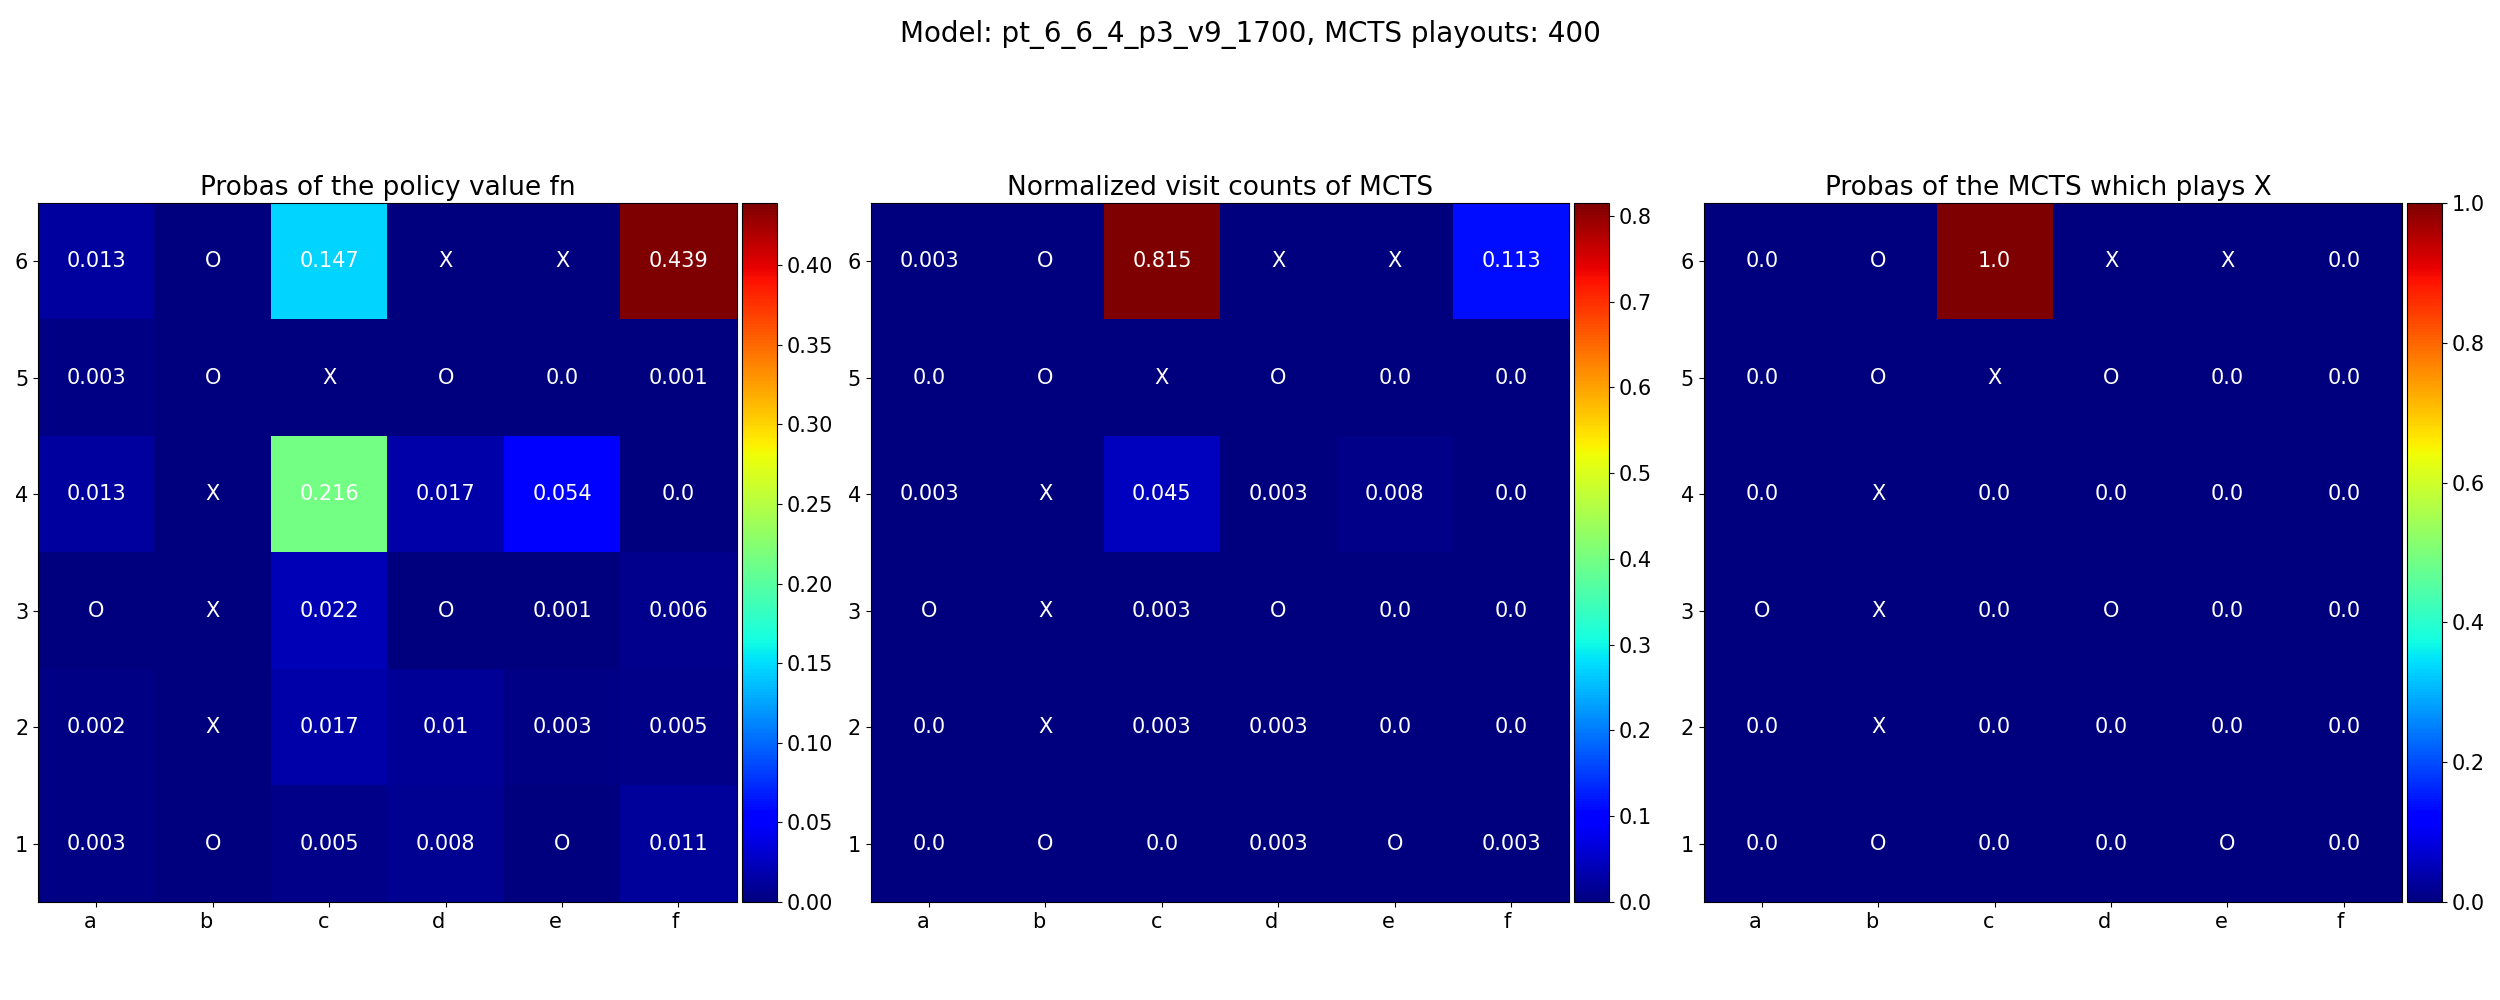 Model: pt_6_6_4_p3_v9_1700, MCTS playouts: 400
Probas of the policy value fn
6 0.013 O 0.147 X X 0.439
5 0.003 O X O 0.0 0.001
4 0.013 X 0.216 0.017 0.054 0.0
3 O X 0.022 O 0.001 0.006
2 0.002 X 0.017 0.01 0.003 0.005
1 0.003 O 0.005 0.008 O 0.011
a b c d e f
0.40
0.35
0.30
0.25
0.20
0.15
0.10
0.05
0.00
Normalized visit counts of MCTS
6 0.003 O 0.815 X X 0.113
5 0.0 O X O 0.0 0.0
4 0.003 X 0.045 0.003 0.008 0.0
3 O X 0.003 O 0.0 0.0
2 0.0 X 0.003 0.003 0.0 0.0
1 0.0 O 0.0 0.003 O 0.003
a b c d e f
0.8
0.7
0.6
0.5
0.4
0.3
0.2
0.1
0.0
Probas of the MCTS which plays X
6 0.0 O 1.0 X X 0.0
5 0.0 O X O 0.0 0.0
4 0.0 X 0.0 0.0 0.0 0.0
3 O X 0.0 O 0.0 0.0
2 0.0 X 0.0 0.0 0.0 0.0
1 0.0 O 0.0 0.0 O 0.0
a b c d e f
1.0
0.8
0.6
0.4
0.2
0.0